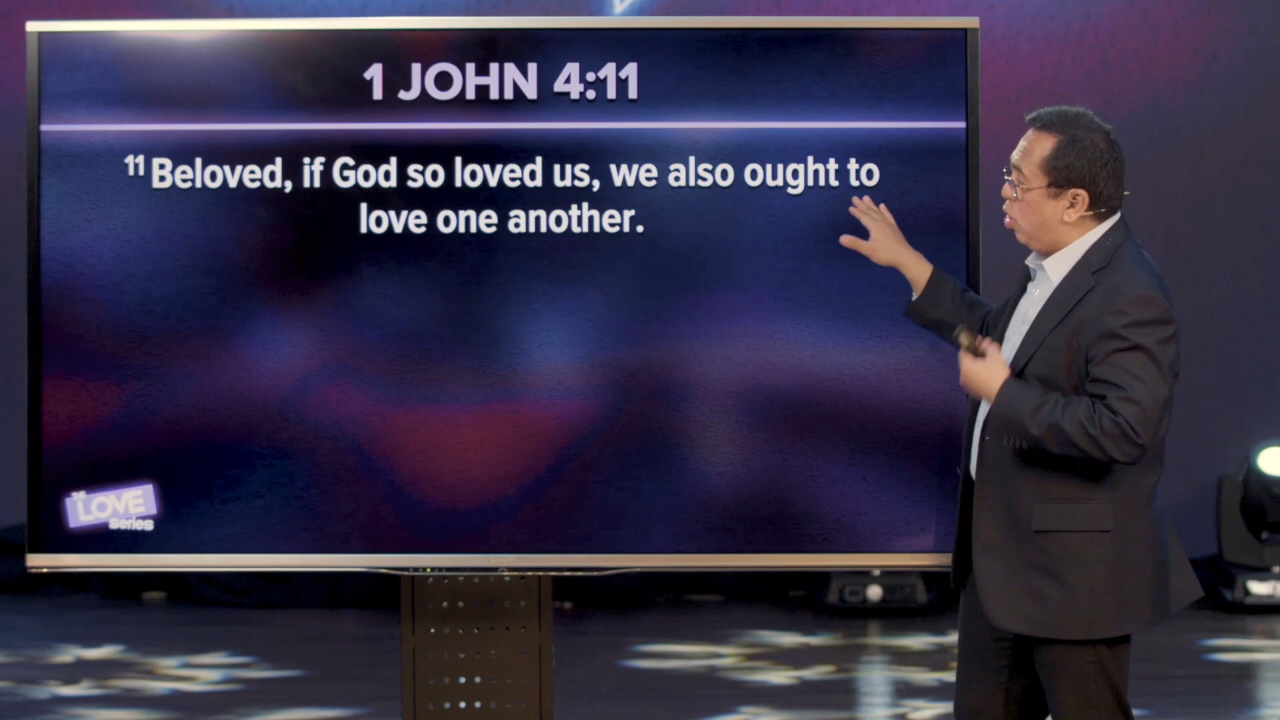 1 JOHN 4:11
11 Beloved, if God so loved us, we also ought to
love one another.
THE
LOVE
series